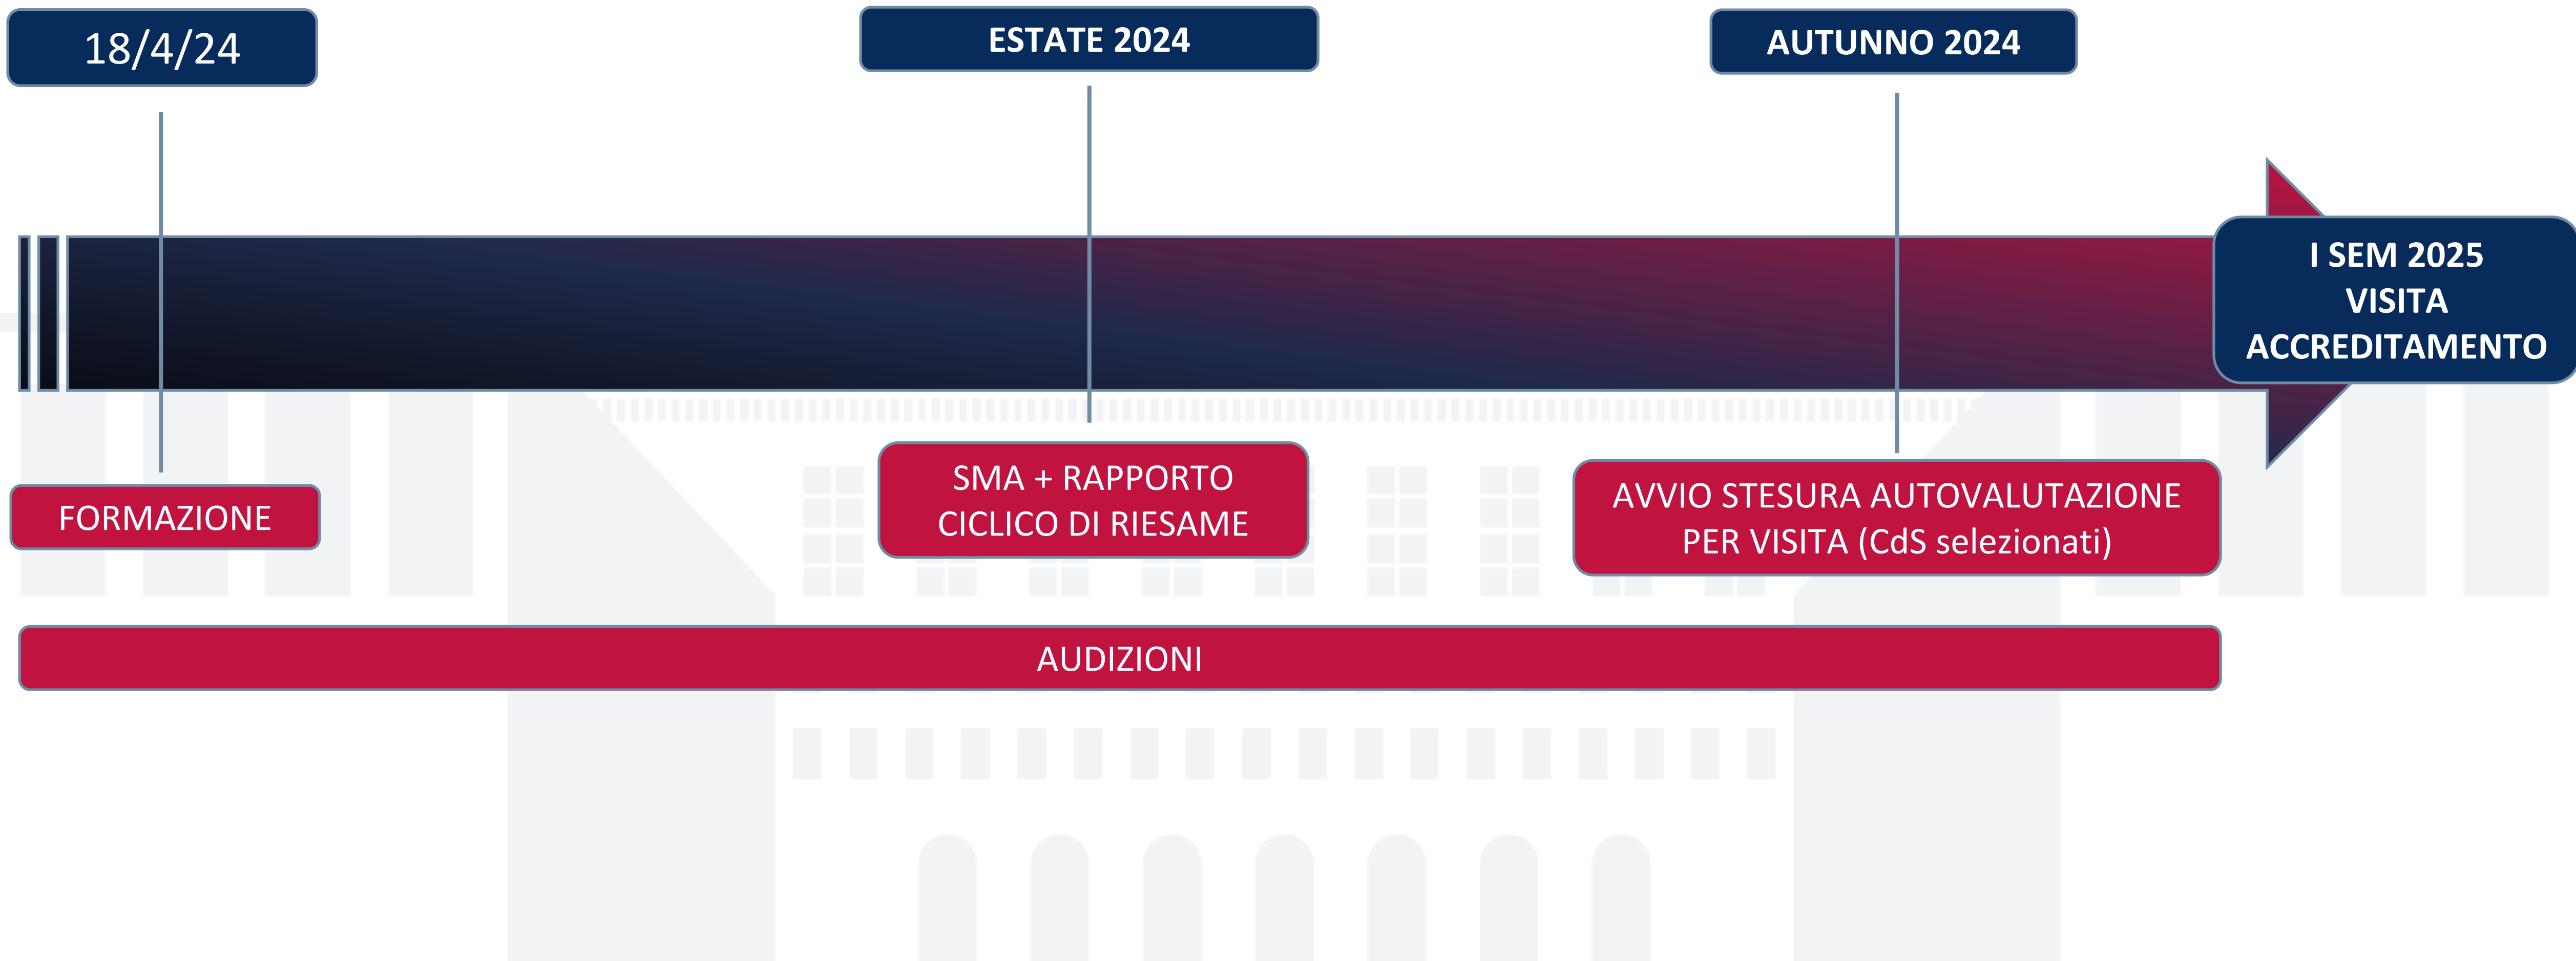 18/4/24
ESTATE 2024
AUTUNNO 2024
I SEM 2025
VISITA
ACCREDITAMENTO
FORMAZIONE
SMA + RAPPORTO
CICLICO DI RIESAME
AVVIO STESURA AUTOVALUTAZIONE
PER VISITA (CdS selezionati)
AUDIZIONI